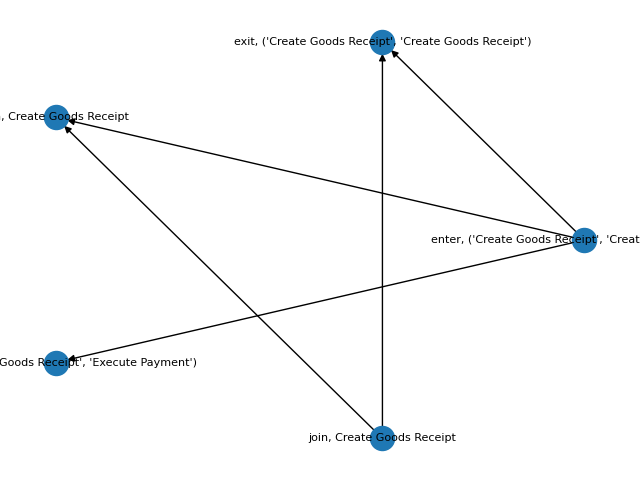 exit, ('Create Goods Receipt', 'Create Goods Receipt')
, Create Goods Receipt
enter, ('Create Goods Receipt', 'Creat
Goods Receipt', 'Execute Payment')
join, Create Goods Receipt